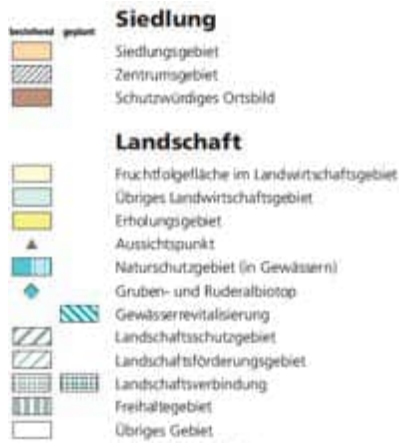 Siedlung
bestehend geplant
Siedlungsgebiet
Zentrumsgebiet
Schutzwürdiges Ortsbild
Landschaft
Fruchtfolgefläche im Landwirtschaftsgebiet
Übriges Landwirtschaftsgebiet
Erholungsgebiet
Aussichtspunkt
Naturschutzgebiet (in Gewässern)
Gruben- und Ruderalbiotop
Gewässerrevitalisierung
Landschaftsschutzgebiet
Landschaftsförderungsgebiet
Landschaftsverbindung
Freihaltegebiet
Übriges Gebiet